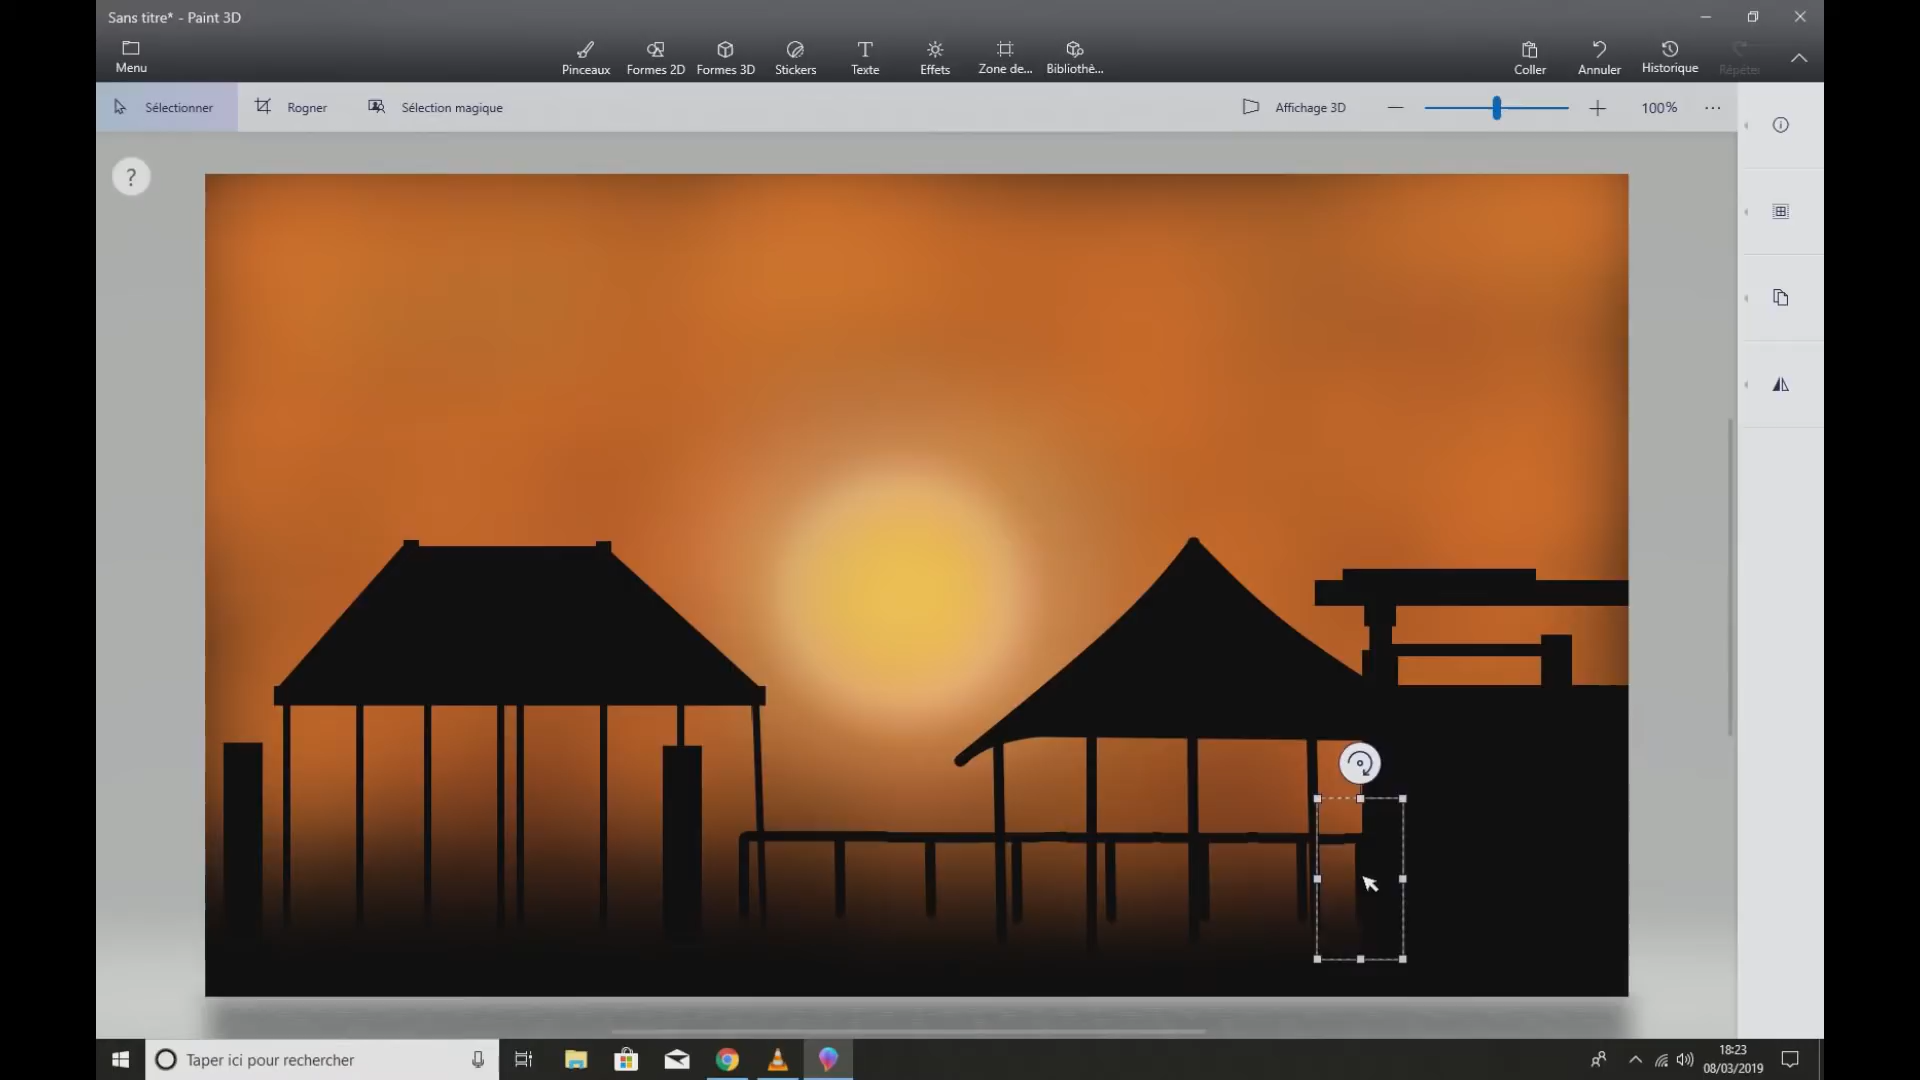 Sans titre* - Paint 3D
Menu
Pinceaux
Formes 2D
Formes 3D
Stickers
Texte
Effets
Zone de...
Bibliothè...
Coller
Annuler
Historique
Répéter
Sélectionner
Rogner
Sélection magique
Affichage 3D
100%
?
Taper ici pour rechercher
18:23
08/03/2019